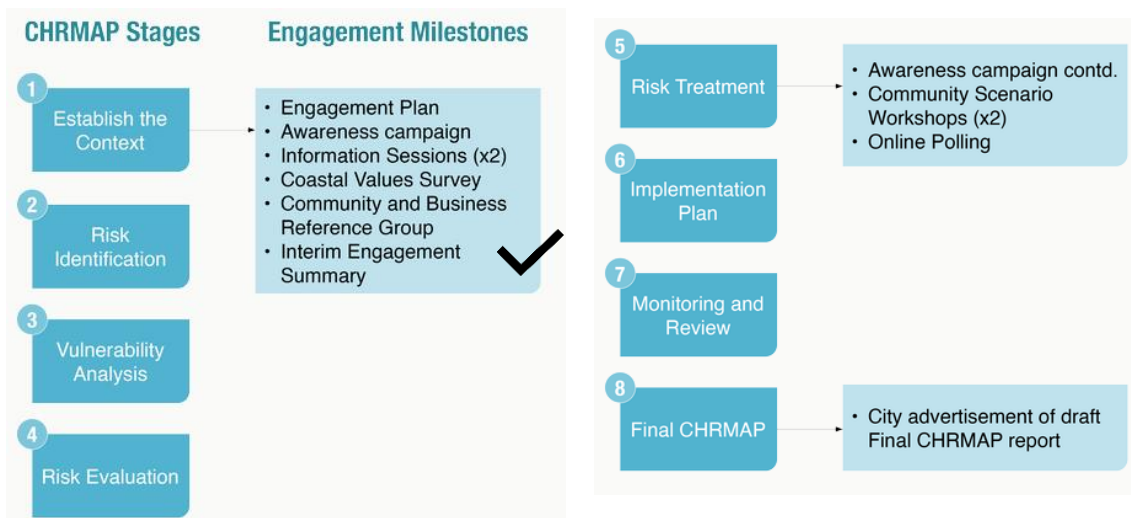 CHRMAP Stages
Engagement Milestones
1
Establish the
Context
• Engagement Plan
• Awareness campaign
• Information Sessions (x2)
• Coastal Values Survey
• Community and Business
Reference Group
• Interim Engagement
Summary
2
Risk
Identification
3
Vulnerability
Analysis
4
Risk Evaluation
5
Risk Treatment
• Awareness campaign contd.
• Community Scenario
Workshops (x2)
• Online Polling
6
Implementation
Plan
7
Monitoring and
Review
8
Final CHRMAP
• City advertisement of draft
Final CHRMAP report